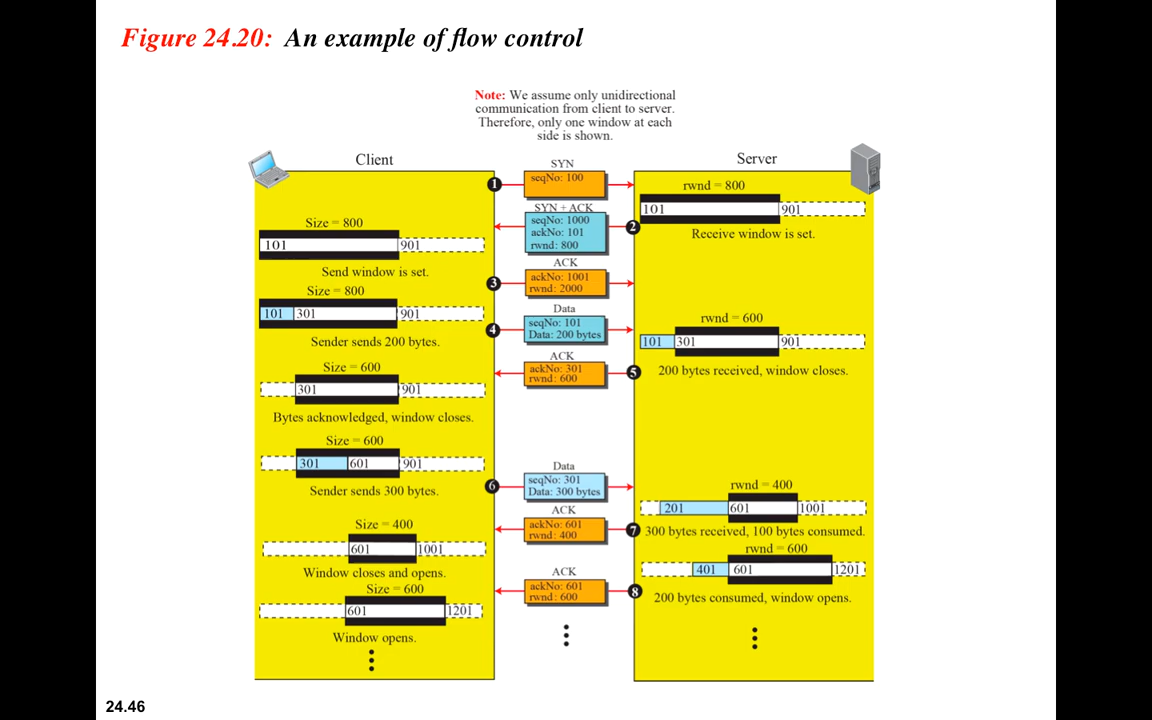 Figure 24.20: An example of flow control
Note: We assume only unidirectional
communication from client to server.
Therefore, only one window at each
side is shown.
Client
Server
SYN
1
seqNo: 100
rwnd = 800
101
901
Receive window is set.
SYN + ACK
2
seqNo: 1000
ackNo: 101
rwnd: 800
Size = 800
101
901
Send window is set.
ACK
3
ackNo: 1001
rwnd: 2000
Size = 800
101
301
901
Sender sends 200 bytes.
Data
4
seqNo: 101
Data: 200 bytes
rwnd = 600
101
301
901
200 bytes received, window closes.
ACK
5
ackNo: 301
rwnd: 600
Size = 600
301
901
Bytes acknowledged, window closes.
Size = 600
301
601
901
Sender sends 300 bytes.
Data
6
seqNo: 301
Data: 300 bytes
rwnd = 400
201
601
1001
300 bytes received, 100 bytes consumed.
ACK
7
ackNo: 601
rwnd: 400
Size = 400
601
1001
Window closes and opens.
rwnd = 600
401
601
1201
200 bytes consumed, window opens.
ACK
8
ackNo: 601
rwnd: 600
Size = 600
601
1201
Window opens.
24.46